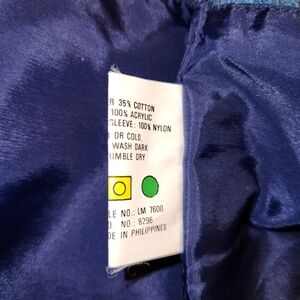 ER 35% COTTON
100% ACRYLIC
SLEEVE: 100% NYLON
OR COLD.
WASH DARK
TUMBLE DRY
LE NO.: LM 7600
D. NO.: 8296
DE IN PHILIPPINES